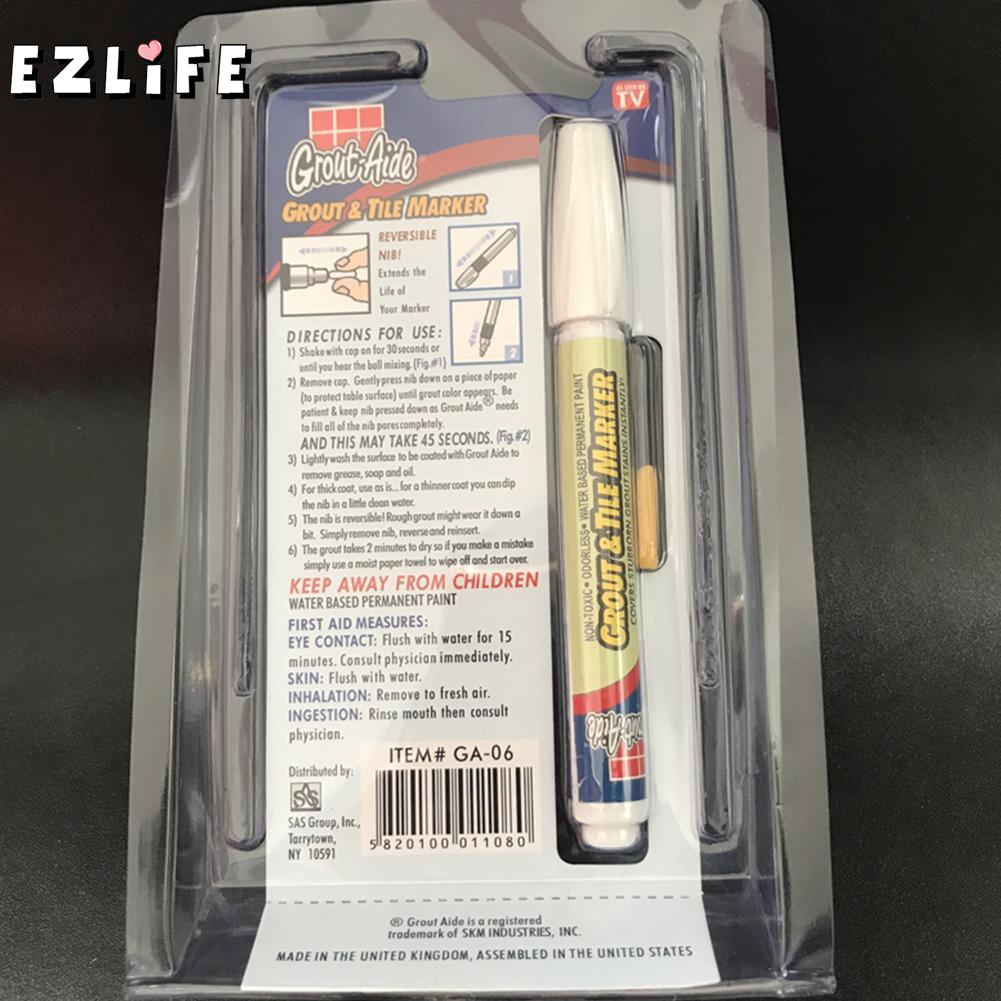 EZLiFE
AS SEEN ON
TV
Grout-Aide®
GROUT & TILE MARKER
REVERSIBLE
NIB!
Extends the
Life of
Your Marker
1
2
DIRECTIONS FOR USE:
1) Shake with cap on for 30 seconds or
until you hear the ball mixing. (Fig.#1)
2) Remove cap. Gently press nib down on a piece of paper
(to protect table surface) until grout color appears. Be
patient & keep nib pressed down as Grout Aide® needs
to fill all of the nib pores completely.
AND THIS MAY TAKE 45 SECONDS. (Fig.#2)
3) Lightly wash the surface to be coated with Grout Aide to
remove grease, soap and oil.
4) For thick coat, use as is... for a thinner coat you can dip
the nib in a little clean water.
5) The nib is reversible! Rough grout might wear it down a
bit. Simply remove nib, reverse and reinsert.
6) The grout takes 2 minutes to dry so if you make a mistake
simply use a moist paper towel to wipe off and start over.
KEEP AWAY FROM CHILDREN
WATER BASED PERMANENT PAINT
FIRST AID MEASURES:
EYE CONTACT: Flush with water for 15
minutes. Consult physician immediately.
SKIN: Flush with water.
INHALATION: Remove to fresh air.
INGESTION: Rinse mouth then consult
physician.
ITEM# GA-06
Distributed by:
SAS
SAS Group, Inc.,
Tarrytown,
NY 10591
5 820100 011080
NON-TOXIC • ODORLESS • WATER BASED PERMANENT PAINT
GROUT & TILE MARKER
COVERS STUBBORN GROUT STAINS INSTANTLY!
Grout-Aide
® Grout Aide is a registered
trademark of SKM INDUSTRIES, INC.
MADE IN THE UNITED KINGDOM, ASSEMBLED IN THE UNITED STATES